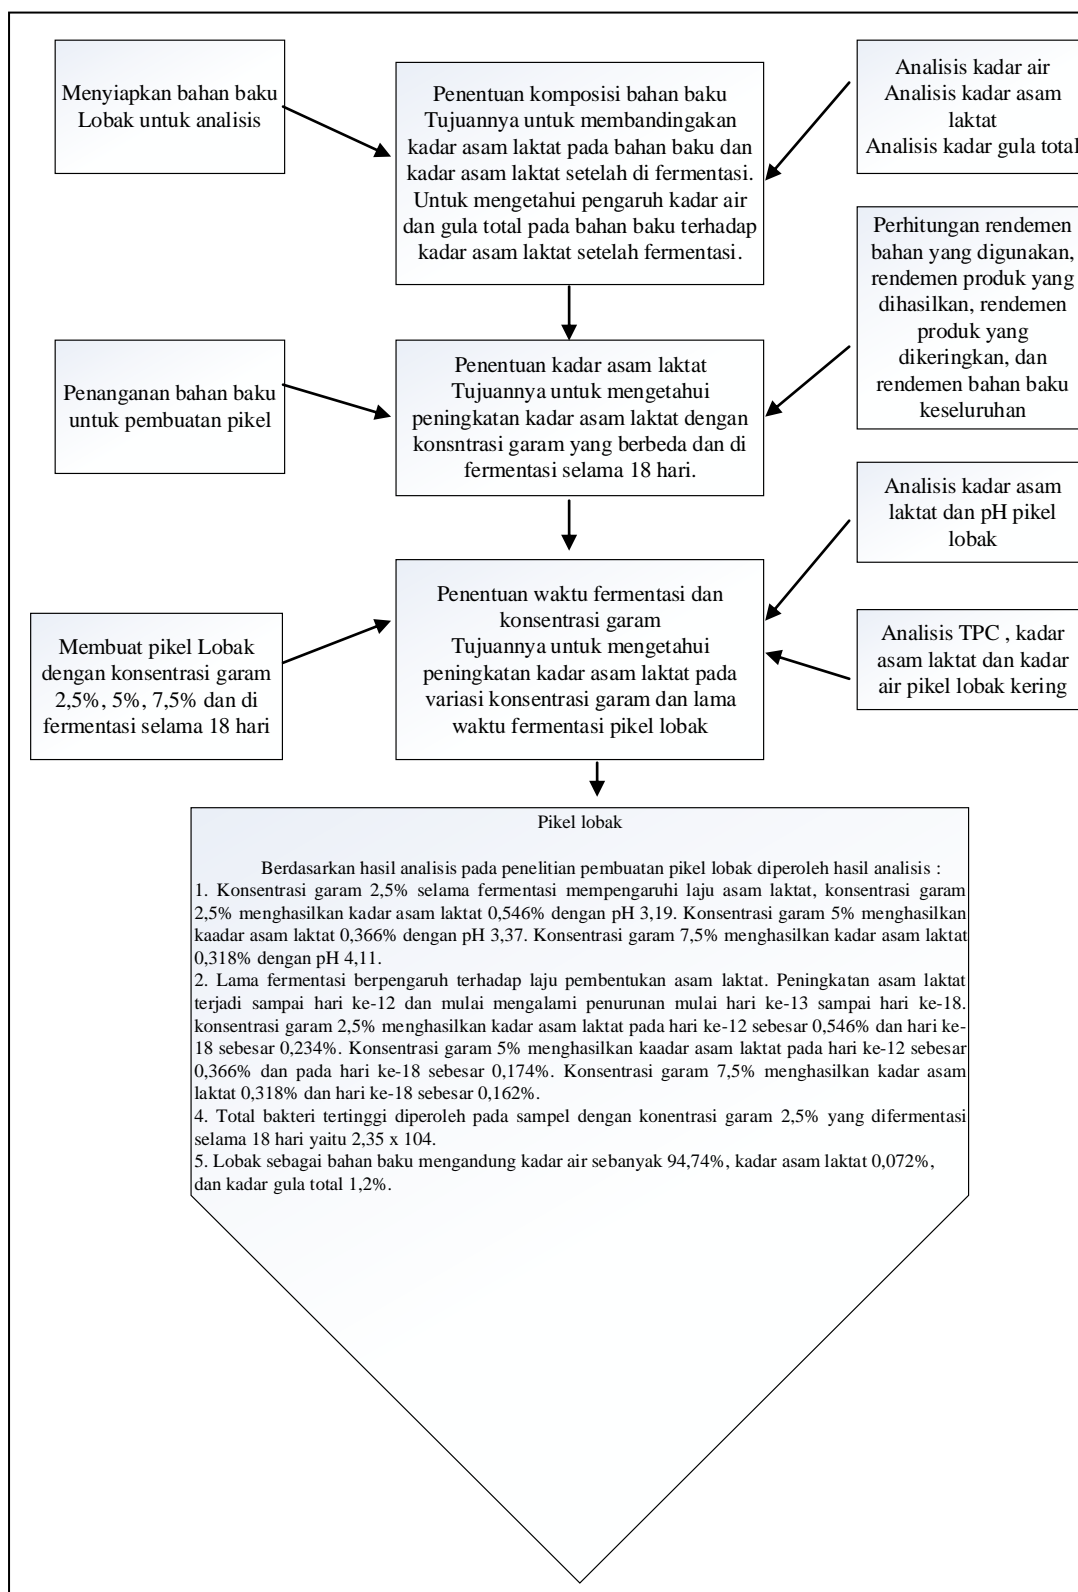 Menyiapkan bahan baku
Lobak untuk analisis
Penentuan komposisi bahan baku
Tujuannya untuk membandingakan
kadar asam laktat pada bahan baku dan
kadar asam laktat setelah di fermentasi.
Untuk mengetahui pengaruh kadar air
dan gula total pada bahan baku terhadap
kadar asam laktat setelah fermentasi.
Analisis kadar air
Analisis kadar asam
laktat
Analisis kadar gula total
Perhitungan rendemen
bahan yang digunakan,
rendemen produk yang
dihasilkan, rendemen
produk yang
dikeringkan, dan
rendemen bahan baku
keseluruhan
Penanganan bahan baku
untuk pembuatan pikel
Penentuan kadar asam laktat
Tujuannya untuk mengetahui
peningkatan kadar asam laktat dengan
konsntrasi garam yang berbeda dan di
fermentasi selama 18 hari.
Analisis kadar asam
laktat dan pH pikel
lobak
Membuat pikel Lobak
dengan konsentrasi garam
2,5%, 5%, 7,5% dan di
fermentasi selama 18 hari
Penentuan waktu fermentasi dan
konsentrasi garam
Tujuannya untuk mengetahui
peningkatan kadar asam laktat pada
variasi konsentrasi garam dan lama
waktu fermentasi pikel lobak
Analisis TPC , kadar
asam laktat dan kadar
air pikel lobak kering
Pikel lobak
Berdasarkan hasil analisis pada penelitian pembuatan pikel lobak diperoleh hasil analisis :
1. Konsentrasi garam 2,5% selama fermentasi mempengaruhi laju asam laktat, konsentrasi garam
2,5% menghasilkan kadar asam laktat 0,546% dengan pH 3,19. Konsentrasi garam 5% menghasilkan
kaadar asam laktat 0,366% dengan pH 3,37. Konsentrasi garam 7,5% menghasilkan kadar asam laktat
0,318% dengan pH 4,11.
2. Lama fermentasi berpengaruh terhadap laju pembentukan asam laktat. Peningkatan asam laktat
terjadi sampai hari ke-12 dan mulai mengalami penurunan mulai hari ke-13 sampai hari ke-18.
konsentrasi garam 2,5% menghasilkan kadar asam laktat pada hari ke-12 sebesar 0,546% dan hari ke-
18 sebesar 0,234%. Konsentrasi garam 5% menghasilkan kaadar asam laktat pada hari ke-12 sebesar
0,366% dan pada hari ke-18 sebesar 0,174%. Konsentrasi garam 7,5% menghasilkan kadar asam
laktat 0,318% dan hari ke-18 sebesar 0,162%.
4. Total bakteri tertinggi diperoleh pada sampel dengan konentrasi garam 2,5% yang difermentasi
selama 18 hari yaitu 2,35 x 104.
5. Lobak sebagai bahan baku mengandung kadar air sebanyak 94,74%, kadar asam laktat 0,072%,
dan kadar gula total 1,2%.